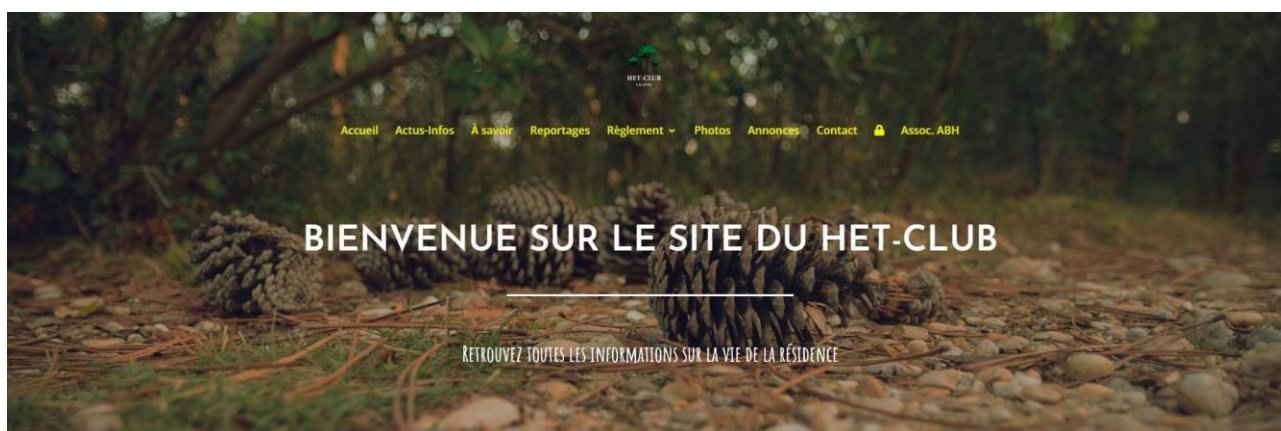 HET-CLUB
Accueil Actus-Infos À savoir Reportages Règlement Photos Annonces Contact Assoc. ABH
BIENVENUE SUR LE SITE DU HET-CLUB
RETROUVEZ TOUTES LES INFORMATIONS SUR LA VIE DE LA RÉSIDENCE